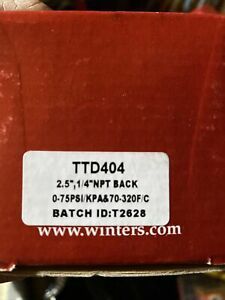 TTD404
2.5",1/4"NPT BACK
0-75PSI/KPA&70-320F/C
BATCH ID:T2628
www.winters.com